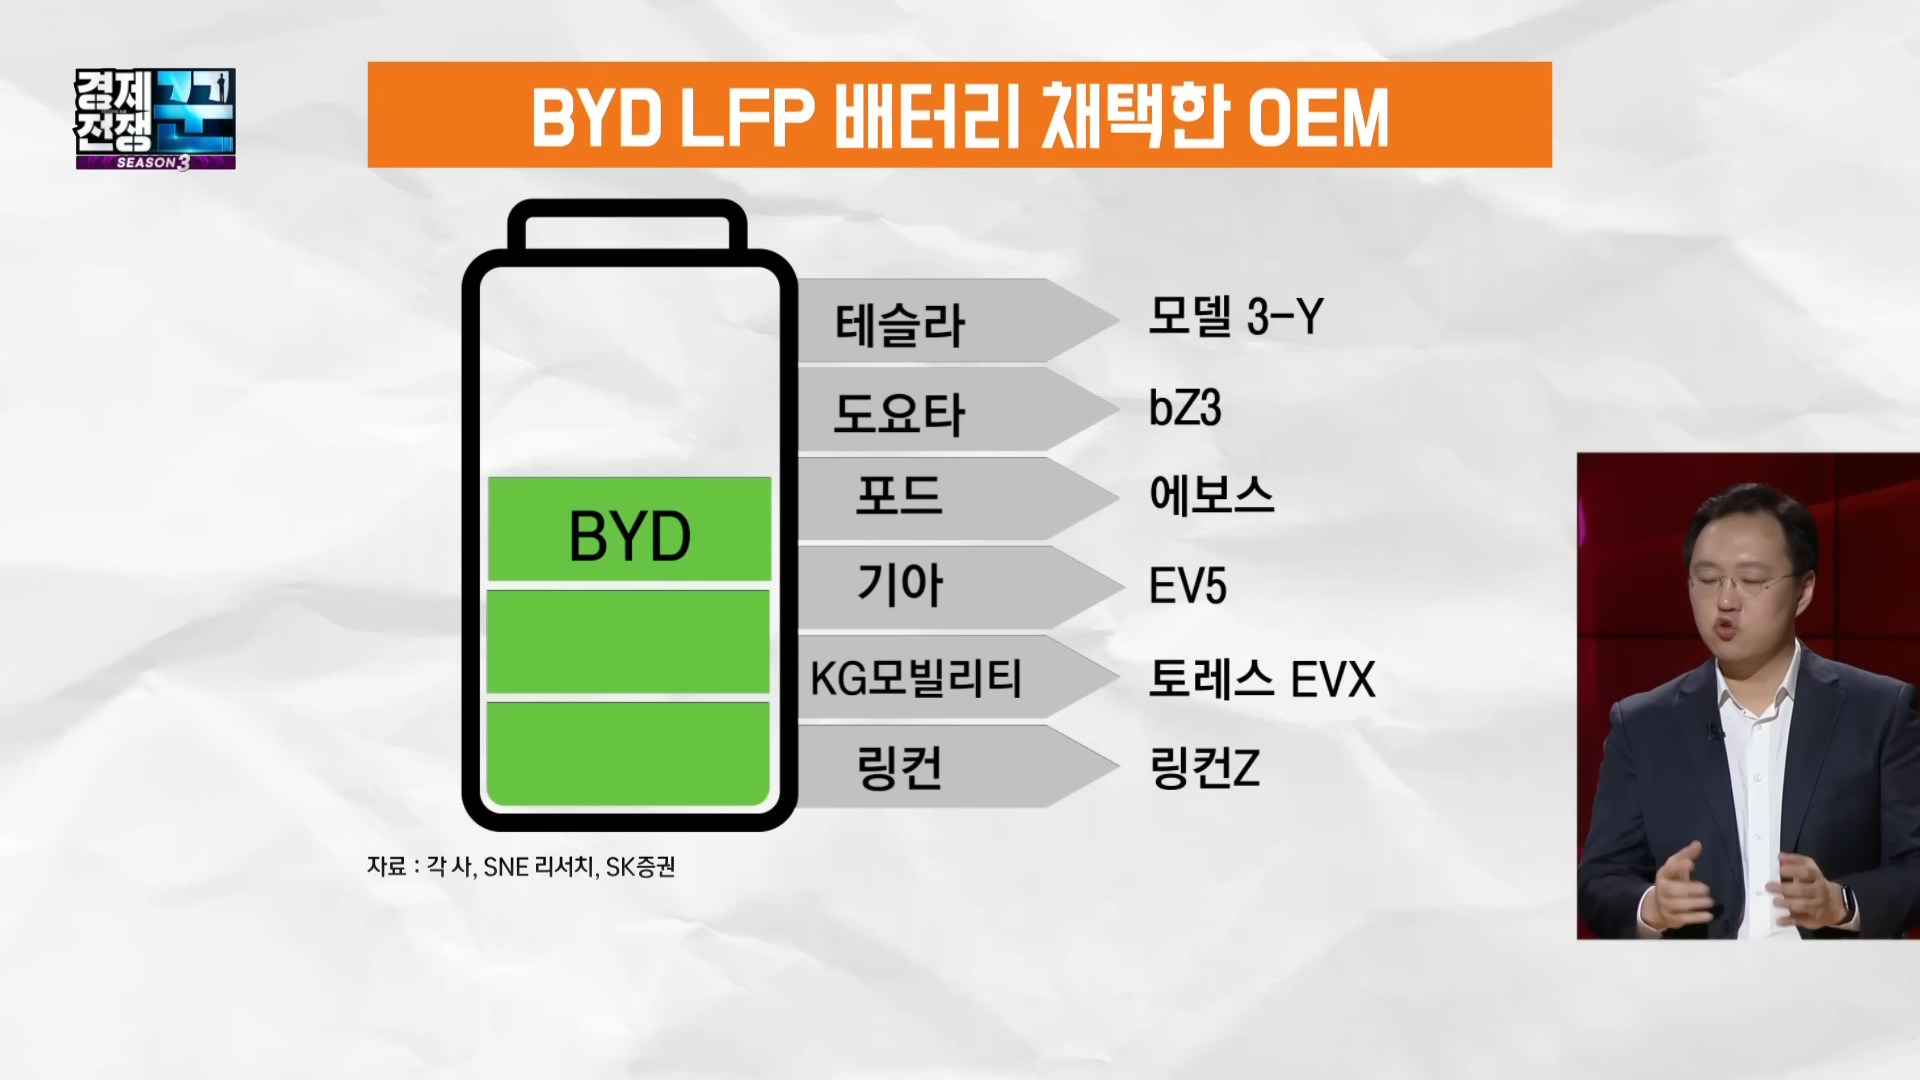 경제
전쟁
꾼
SEASON 3
BYD LFP 배터리 채택한 OEM
BYD
테슬라 모델 3-Y
도요타 bZ3
포드 에보스
기아 EV5
KG모빌리티 토레스 EVX
링컨 링컨Z
자료 : 각 사, SNE 리서치, SK증권